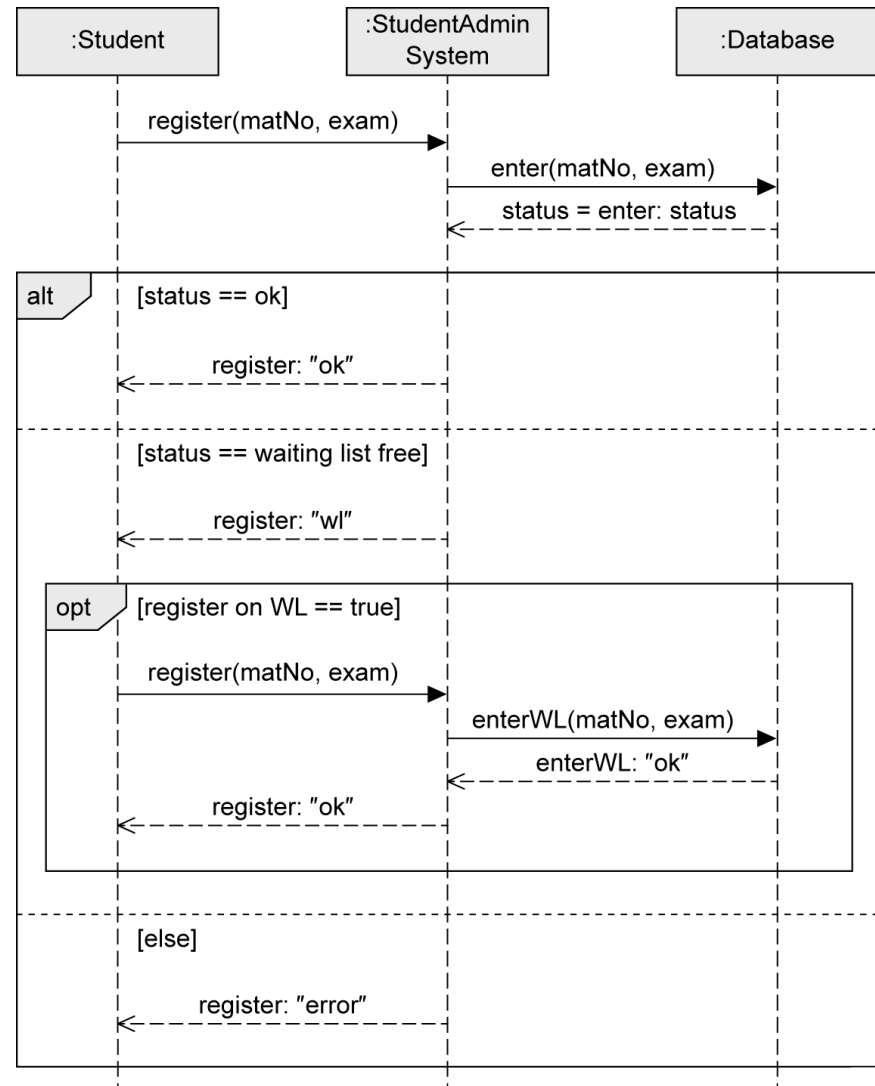 :Student
:StudentAdmin
System
:Database
register(matNo, exam)
enter(matNo, exam)
status = enter: status
alt
[status == ok]
register: "ok"
[status == waiting list free]
register: "wl"
opt
[register on WL == true]
register(matNo, exam)
enterWL(matNo, exam)
enterWL: "ok"
register: "ok"
[else]
register: "error"